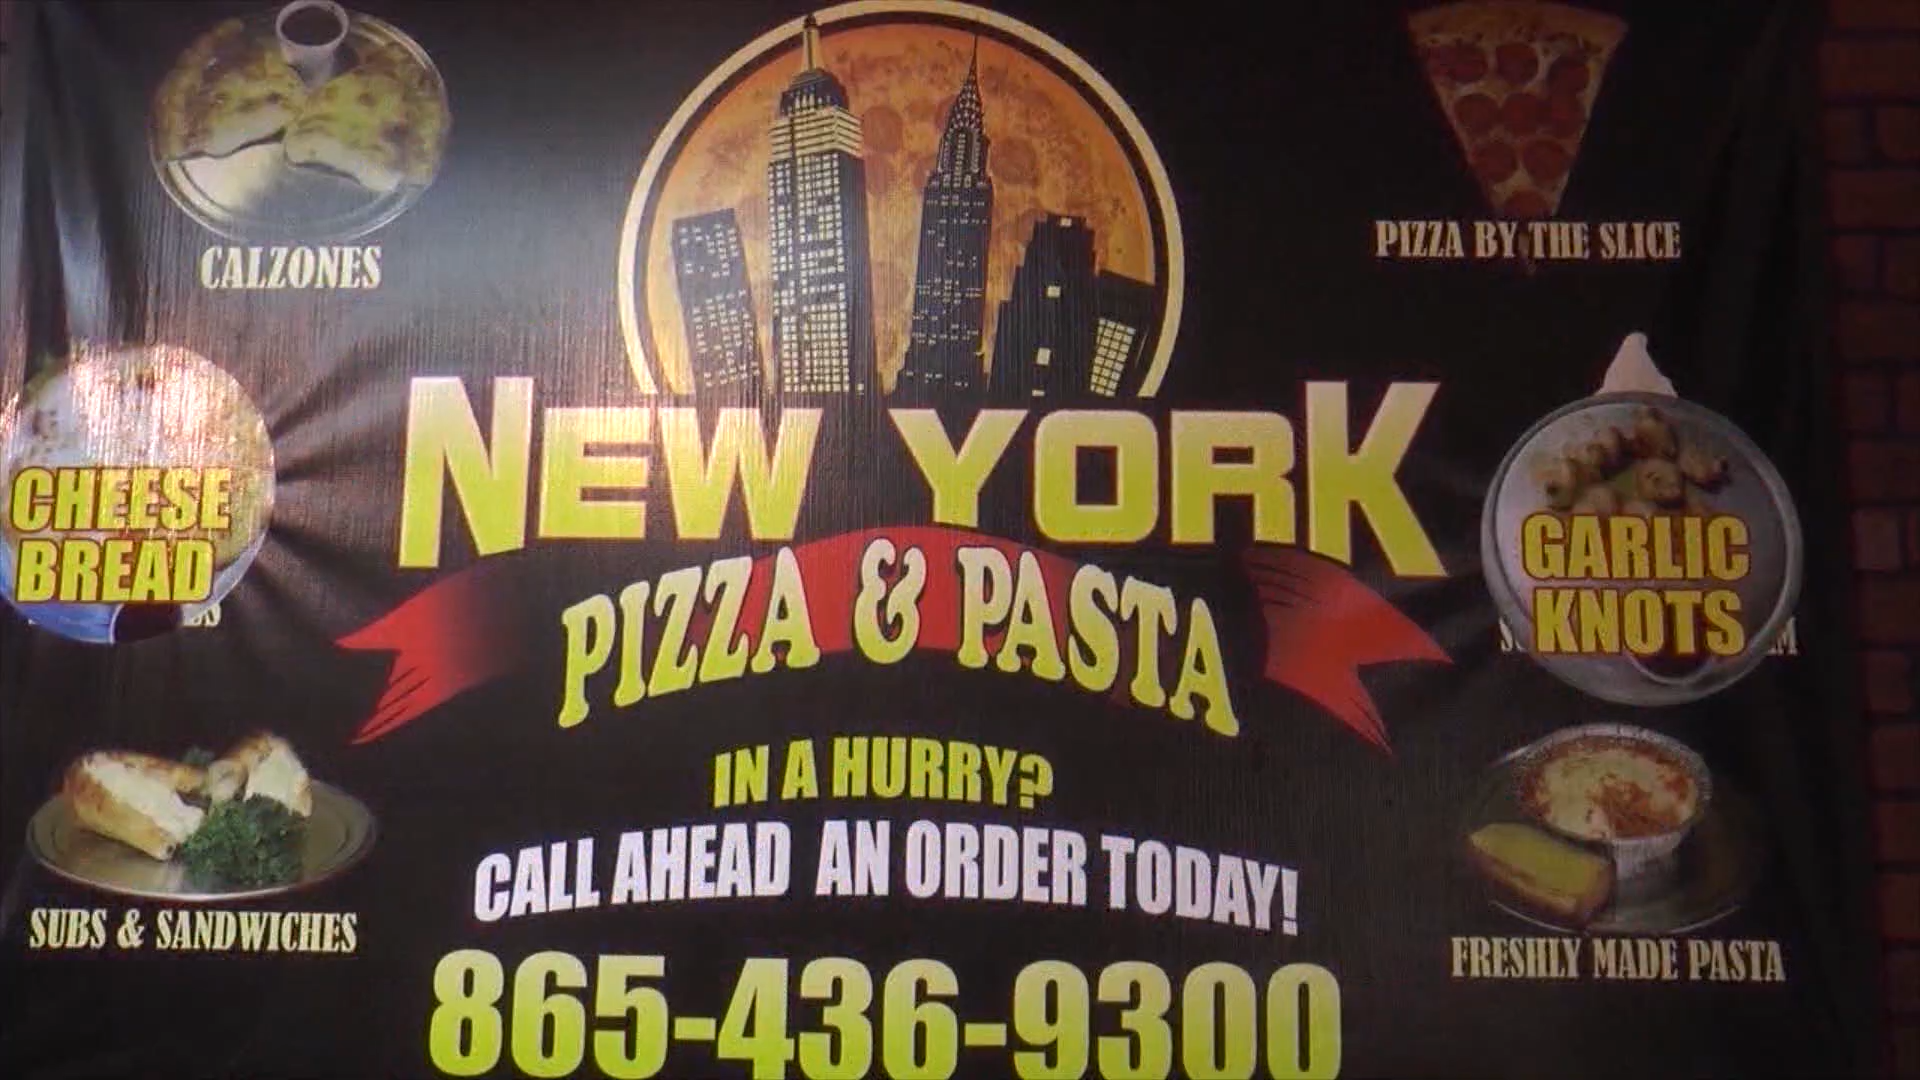 CALZONES
PIZZA BY THE SLICE
NEW YORK
PIZZA & PASTA
CHEESE
BREAD
GARLIC
KNOTS
IN A HURRY?
CALL AHEAD AN ORDER TODAY!
865-436-9300
SUBS & SANDWICHES
FRESHLY MADE PASTA